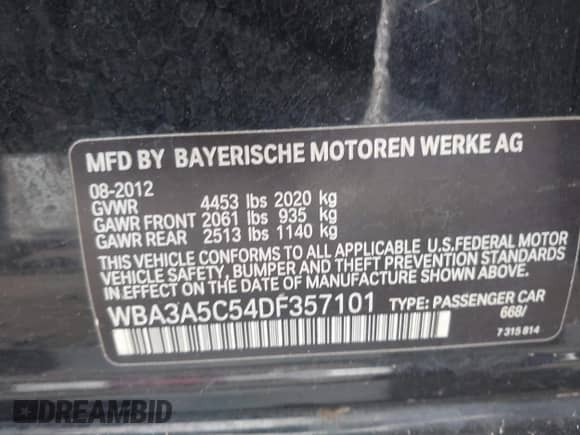 MFD BY BAYERISCHE MOTOREN WERKE AG
08-2012
GVWR 4453 lbs 2020 kg
GAWR FRONT 2061 lbs 935 kg
GAWR REAR 2513 lbs 1140 kg
THIS VEHICLE CONFORMS TO ALL APPLICABLE U.S.FEDERAL MOTOR
VEHICLE SAFETY, BUMPER AND THEFT PREVENTION STANDARDS
IN EFFECT ON THE DATE OF MANUFACTURE SHOWN ABOVE.
WBA3A5C54DF357101 TYPE: PASSENGER CAR
668/
7 315 814
DREAMBID